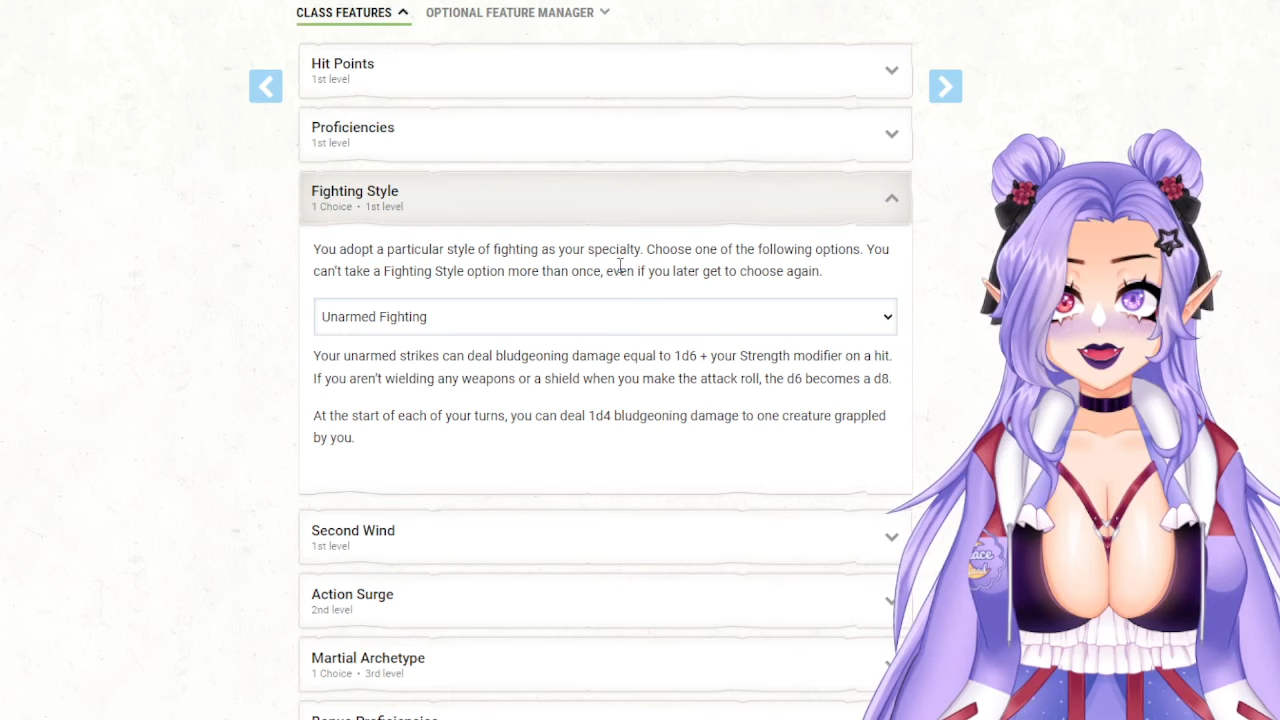 CLASS FEATURES
OPTIONAL FEATURE MANAGER
Hit Points
1st level
Proficiencies
1st level
Fighting Style
1 Choice • 1st level
You adopt a particular style of fighting as your specialty. Choose one of the following options. You
can't take a Fighting Style option more than once, even if you later get to choose again.
Unarmed Fighting
Your unarmed strikes can deal bludgeoning damage equal to 1d6 + your Strength modifier on a hit.
If you aren't wielding any weapons or a shield when you make the attack roll, the d6 becomes a d8.
At the start of each of your turns, you can deal 1d4 bludgeoning damage to one creature grappled
by you.
Second Wind
1st level
Action Surge
2nd level
Martial Archetype
1 Choice • 3rd level
Bonus Proficiencies